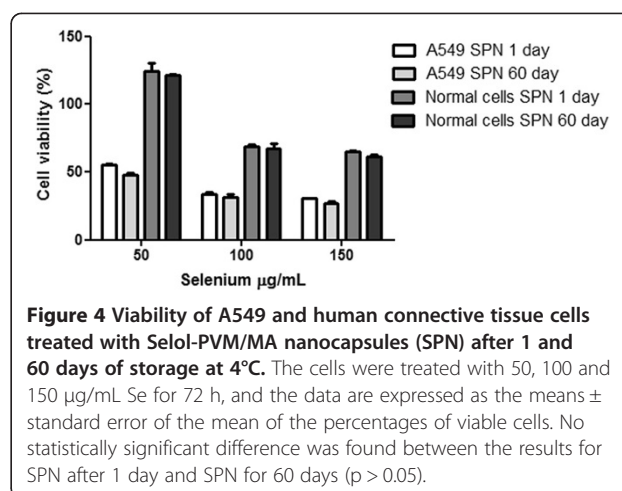 150
100
50
0
Cell viability (%)
50
100
150
Selenium µg/mL
A549 SPN 1 day
A549 SPN 60 day
Normal cells SPN 1 day
Normal cells SPN 60 day
Figure 4 Viability of A549 and human connective tissue cells
treated with Selol-PVM/MA nanocapsules (SPN) after 1 and
60 days of storage at 4°C. The cells were treated with 50, 100 and
150 µg/mL Se for 72 h, and the data are expressed as the means ±
standard error of the mean of the percentages of viable cells. No
statistically significant difference was found between the results for
SPN after 1 day and SPN for 60 days (p > 0.05).